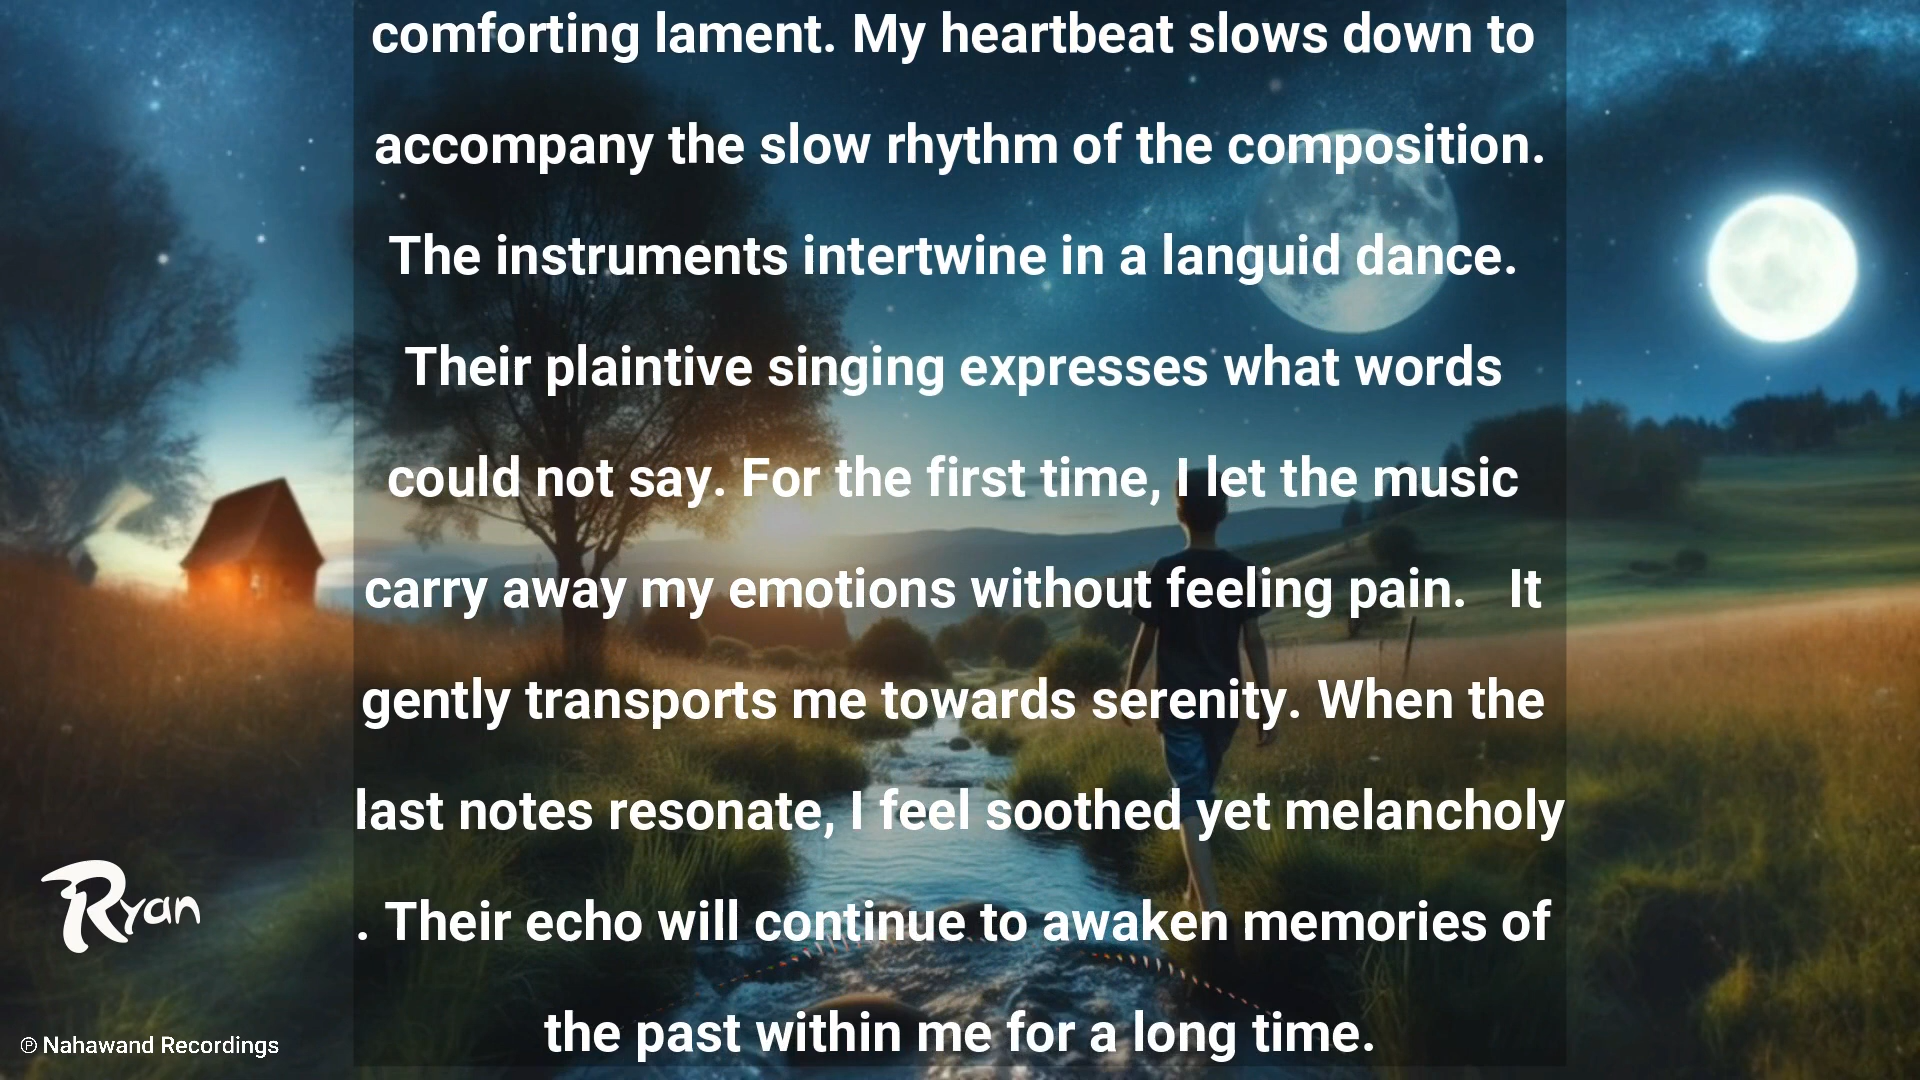 comforting lament. My heartbeat slows down to
accompany the slow rhythm of the composition.
The instruments intertwine in a languid dance.
Their plaintive singing expresses what words
could not say. For the first time, I let the music
carry away my emotions without feeling pain.   It
gently transports me towards serenity. When the
last notes resonate, I feel soothed yet melancholy
. Their echo will continue to awaken memories of
the past within me for a long time.
Ryan
℗ Nahawand Recordings